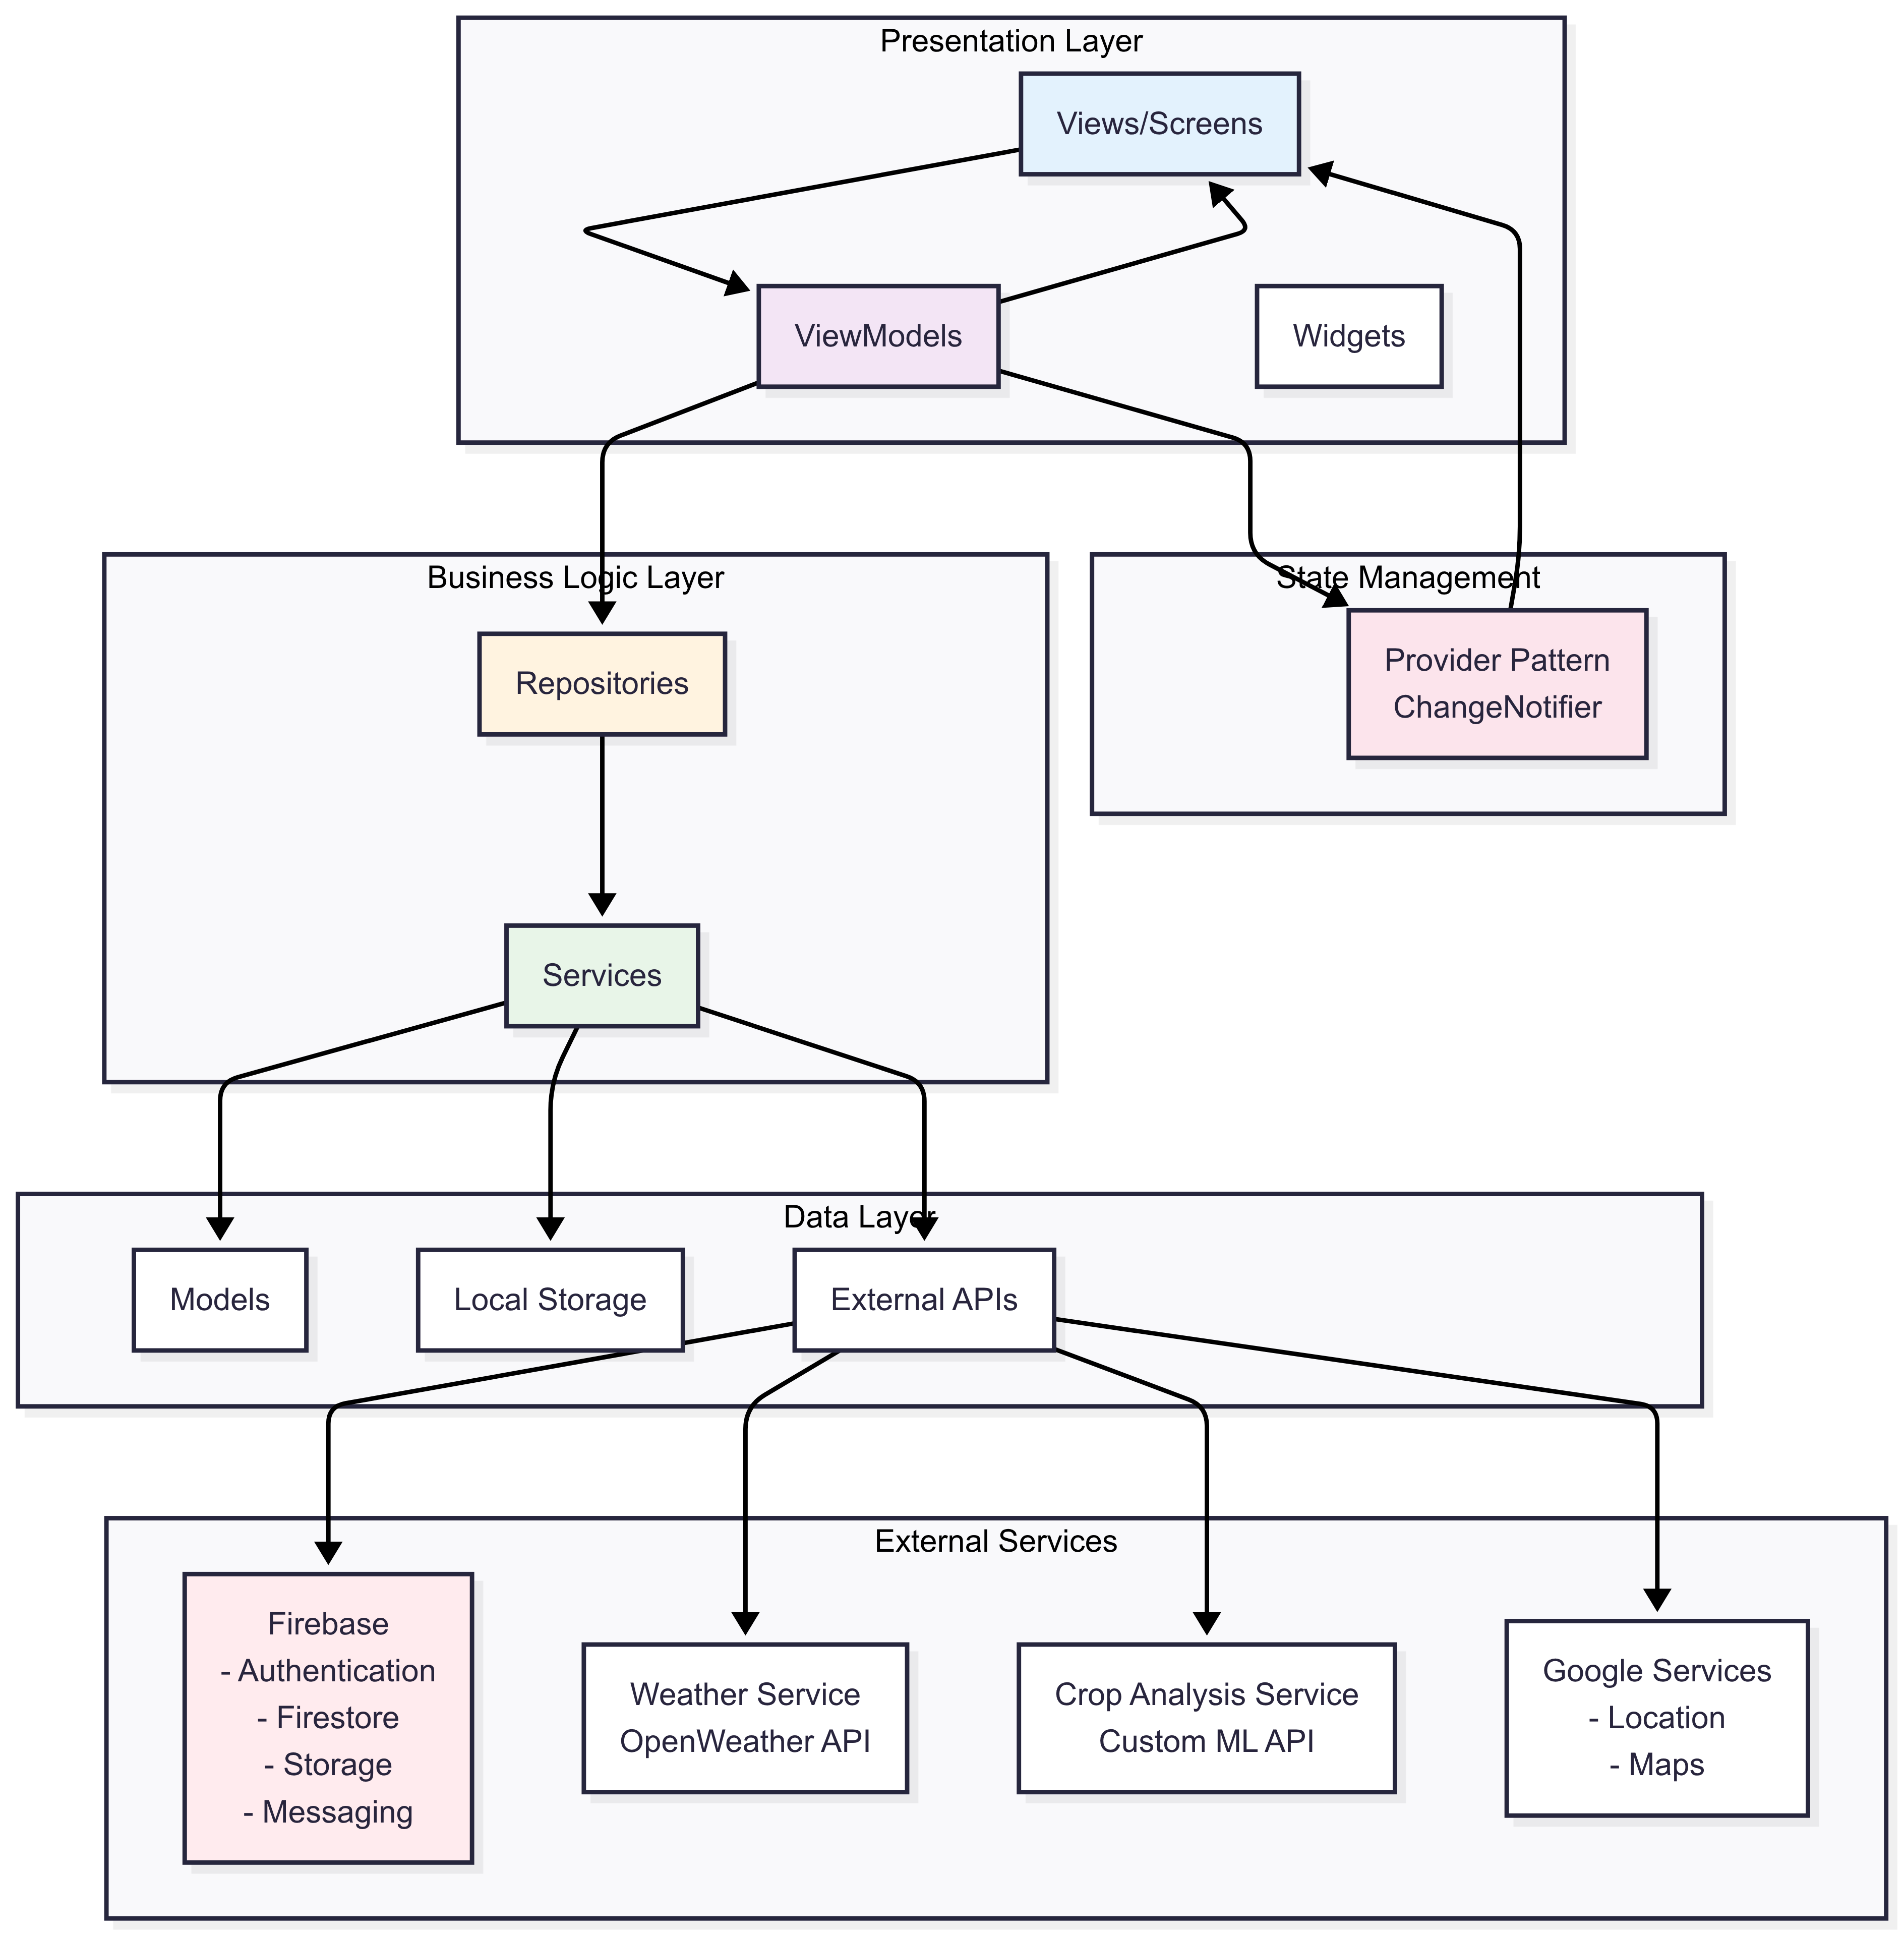 Presentation Layer
Views/Screens
ViewModels
Widgets
Business Logic Layer
Repositories
Services
State Management
Provider Pattern
ChangeNotifier
Data Layer
Models
Local Storage
External APIs
External Services
Firebase
- Authentication
- Firestore
- Storage
- Messaging
Weather Service
OpenWeather API
Crop Analysis Service
Custom ML API
Google Services
- Location
- Maps